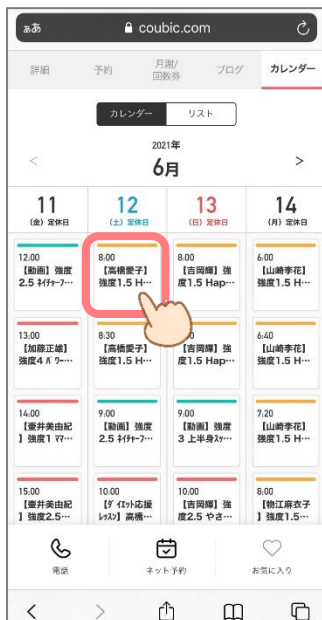 ぁあ
coubic.com
詳細
予約
月謝/
回数券
ブログ
カレンダー
カレンダー
リスト
2021年
<
6月
>
11
(金) 定休日
12
(土) 定休日
13
(日) 定休日
14
(月) 定休日
12:00
【動画】強度
2.5 ﾈｲﾁｬｰﾌ…
8:00
【高橋愛子】
強度1.5 H…
8:00
【吉岡輝】強
度1.5 Hap…
6:00
【山崎李花】
強度1.5 H…
13:00
【加藤正雄】
強度4 ﾊﾟﾜｰ…
8:30
【高橋愛子】
強度1.5 H…
【吉岡輝】強
度1.5 Hap…
6:40
【山崎李花】
強度1.5 H…
14:00
【壷井美由紀
】強度1 ﾏﾏ…
9:00
【動画】強度
2.5 ﾈｲﾁｬｰﾌ…
9:00
【動画】強度
3 上半身ｽｯ…
7:20
【山崎李花】
強度1.5 H…
15:00
【壷井美由紀
】強度2.5…
10:00
【ﾀﾞｲｴｯﾄ応援
ﾚｯｽﾝ】高橋…
10:00
【吉岡輝】強
度2.5 やさ…
8:00
【物江麻衣子
】強度1.5…
電話
ネット予約
お気に入り